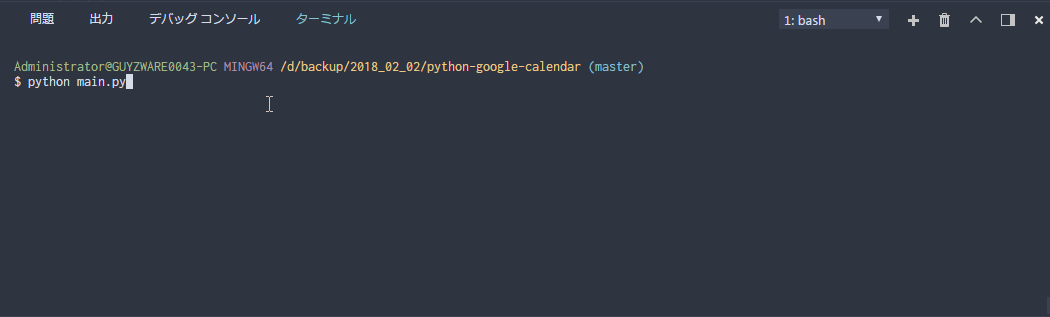 問題 出力 デバッグ コンソール ターミナル 1: bash
Administrator@GUYZWARE0043-PC MINGW64 /d/backup/2018_02_02/python-google-calendar (master)
$ python main.py